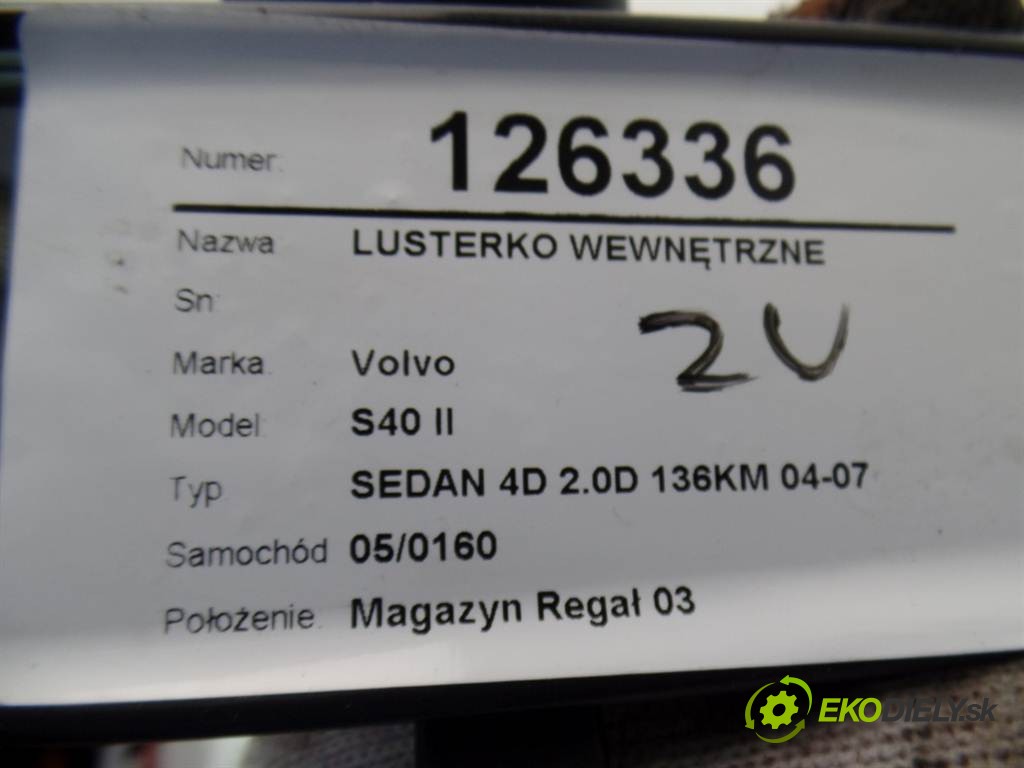 Numer: 126336
Nazwa LUSTERKO WEWNĘTRZNE
Sn:
2U
Marka Volvo
Model: S40 II
Typ SEDAN 4D 2.0D 136KM 04-07
Samochód 05/0160
Położenie: Magazyn Regał 03
EKODIELY.sk